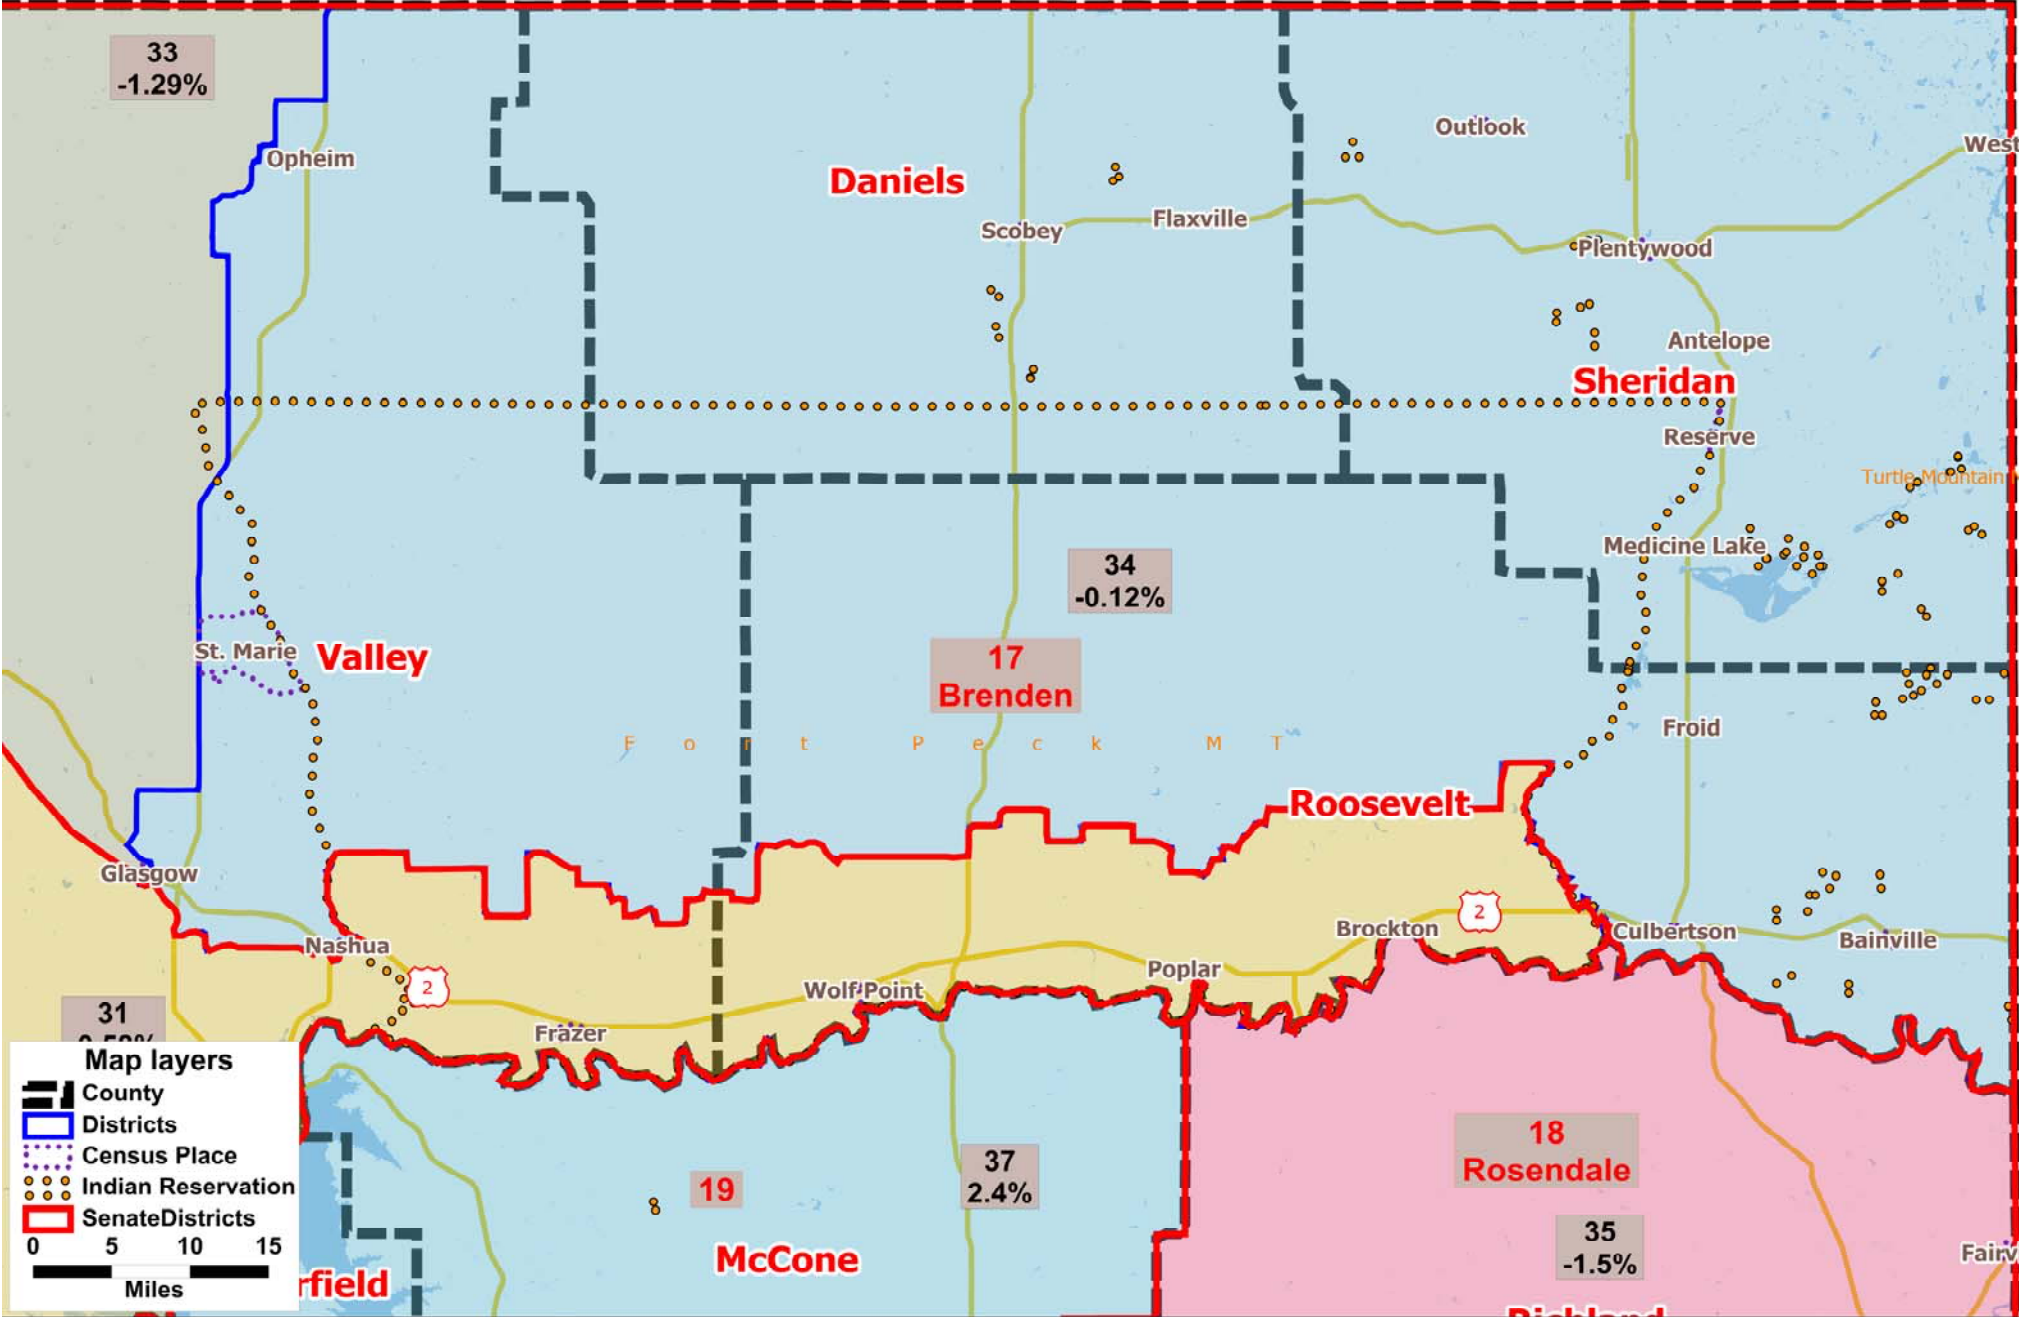 33
-1.29%
Outlook
West
Opheim
Daniels
Scobey
Flaxville
Plentywood
Antelope
Sheridan
Reserve
Turtle Mountain
Medicine Lake
34
-0.12%
St. Marie
Valley
17
Brenden
Froid
Fort Peck MT
Roosevelt
Glasgow
Nashua
2
Brockton
2
Culbertson
Bainville
Poplar
Wolf Point
Frazer
31
Map layers
County
Districts
Census Place
Indian Reservation
SenateDistricts
0 5 10 15
Miles
rfield
19
McCone
37
2.4%
18
Rosendale
35
-1.5%
Fairv